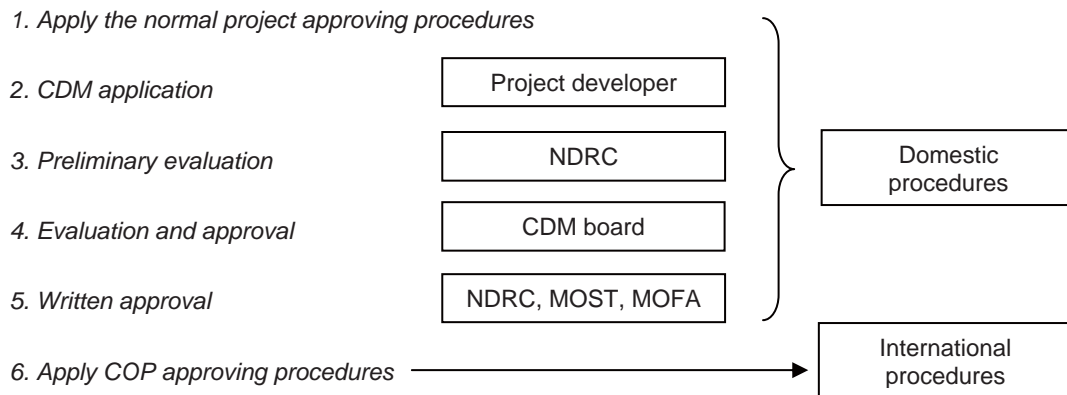 1. Apply the normal project approving procedures
2. CDM application
Project developer
3. Preliminary evaluation
NDRC
Domestic
procedures
4. Evaluation and approval
CDM board
5. Written approval
NDRC, MOST, MOFA
6. Apply COP approving procedures
International
procedures